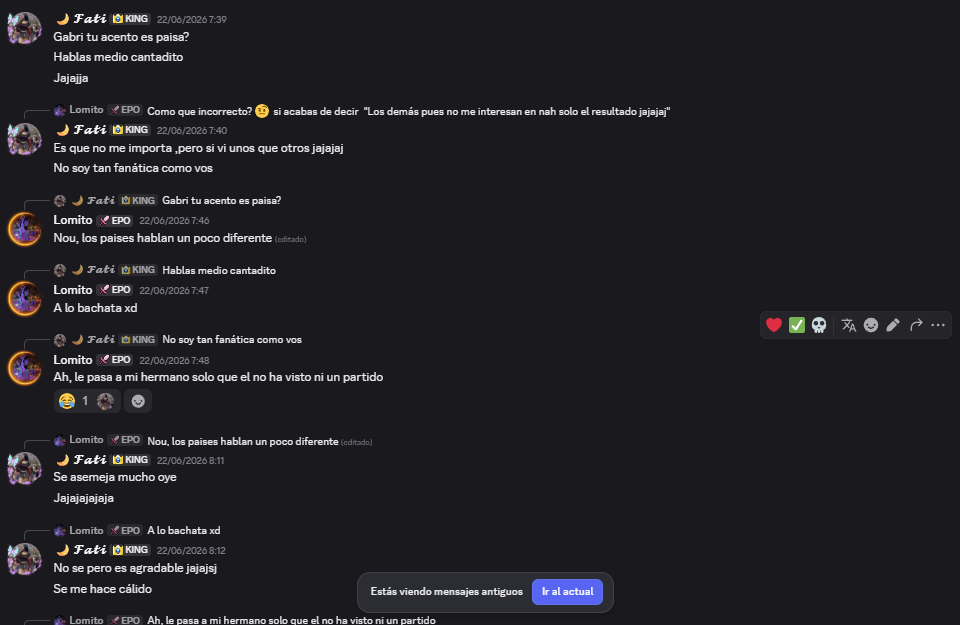 🌙 𝓕𝓪𝓽𝓲 KING 22/06/2026 7:39
Gabri tu acento es paisa?
Hablas medio cantadito
Jajajja
Lomito EPO Como que incorrecto? 🤨 si acabas de decir "Los demás pues no me interesan en nah solo el resultado jajajaj"
🌙 𝓕𝓪𝓽𝓲 KING 22/06/2026 7:40
Es que no me importa ,pero si vi unos que otros jajajaj
No soy tan fanática como vos
🌙 𝓕𝓪𝓽𝓲 KING Gabri tu acento es paisa?
Lomito EPO 22/06/2026 7:46
Nou, los paises hablan un poco diferente (editado)
🌙 𝓕𝓪𝓽𝓲 KING Hablas medio cantadito
Lomito EPO 22/06/2026 7:47
A lo bachata xd
🌙 𝓕𝓪𝓽𝓲 KING No soy tan fanática como vos
Lomito EPO 22/06/2026 7:48
Ah, le pasa a mi hermano solo que el no ha visto ni un partido
😂 1
Lomito EPO Nou, los paises hablan un poco diferente (editado)
🌙 𝓕𝓪𝓽𝓲 KING 22/06/2026 8:11
Se asemeja mucho oye
Jajajajajaja
Lomito EPO A lo bachata xd
🌙 𝓕𝓪𝓽𝓲 KING 22/06/2026 8:12
No se pero es agradable jajajsj
Se me hace cálido
Estás viendo mensajes antiguos Ir al actual
Lomito EPO Ah, le pasa a mi hermano solo que el no ha visto ni un partido